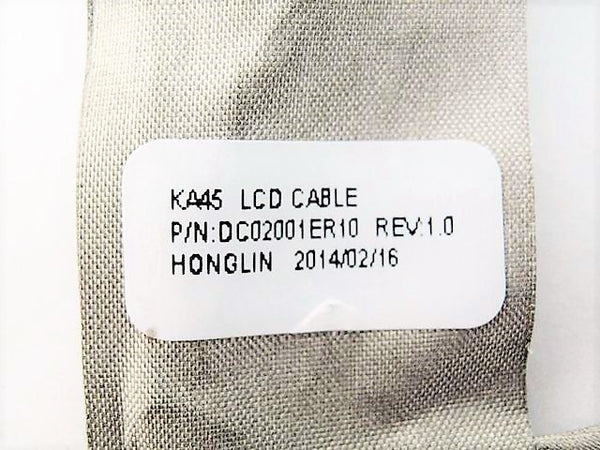 KA45 LCD CABLE
P/N:DC02001ER10 REV:1.0
HONGLIN 2014/02/16